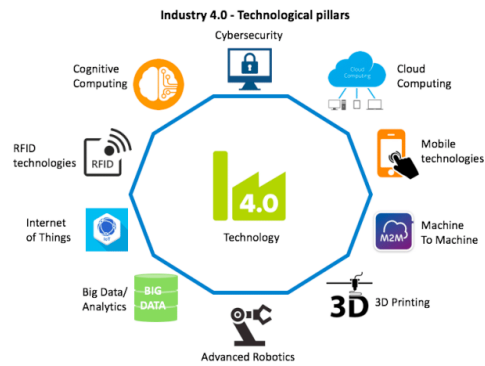 Industry 4.0 - Technological pillars
Cybersecurity
Cognitive
Computing
Cloud
Computing
Cloud
Computing
RFID
technologies
RFID
Mobile
technologies
4.0
Technology
Internet
of Things
IoT
M2M
Machine
To Machine
Big Data/
Analytics
BIG
DATA
3D
3D Printing
Advanced Robotics